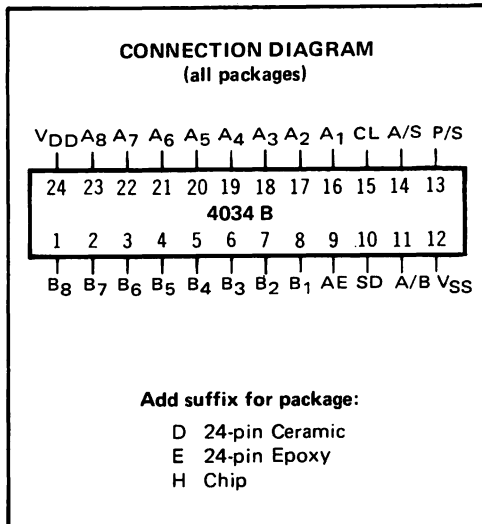 CONNECTION DIAGRAM
(all packages)
VDD A8 A7 A6 A5 A4 A3 A2 A1 CL A/S P/S
24 23 22 21 20 19 18 17 16 15 14 13
4034 B
1 2 3 4 5 6 7 8 9 10 11 12
B8 B7 B6 B5 B4 B3 B2 B1 AE SD A/B VSS
Add suffix for package:
D 24-pin Ceramic
E 24-pin Epoxy
H Chip